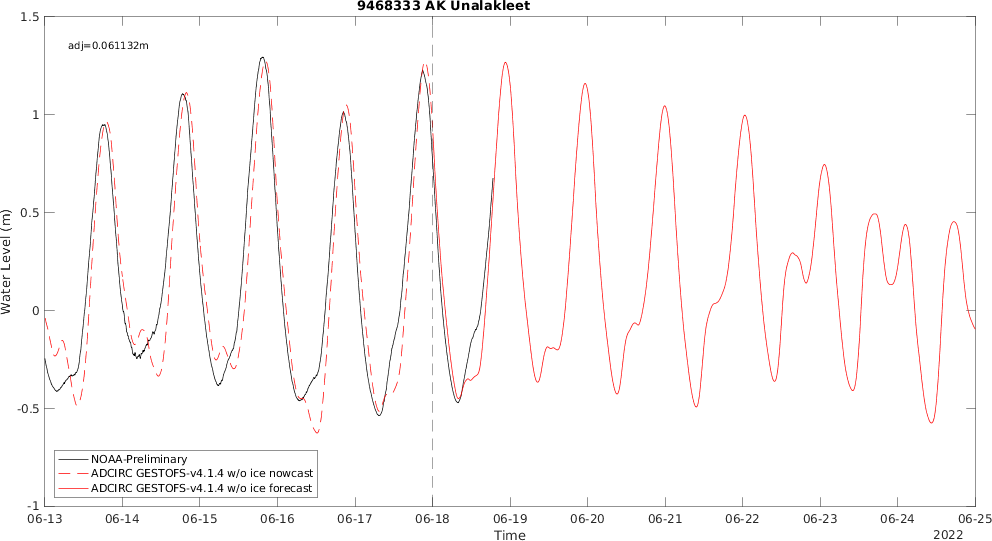 9468333 AK Unalakleet
adj=0.061132m
Water Level (m)
1.5
1
0.5
0
-0.5
-1
NOAA-Preliminary
ADCIRC GESTOFS-v4.1.4 w/o ice nowcast
ADCIRC GESTOFS-v4.1.4 w/o ice forecast
06-13 06-14 06-15 06-16 06-17 06-18 06-19 06-20 06-21 06-22 06-23 06-24 06-25
Time
2022